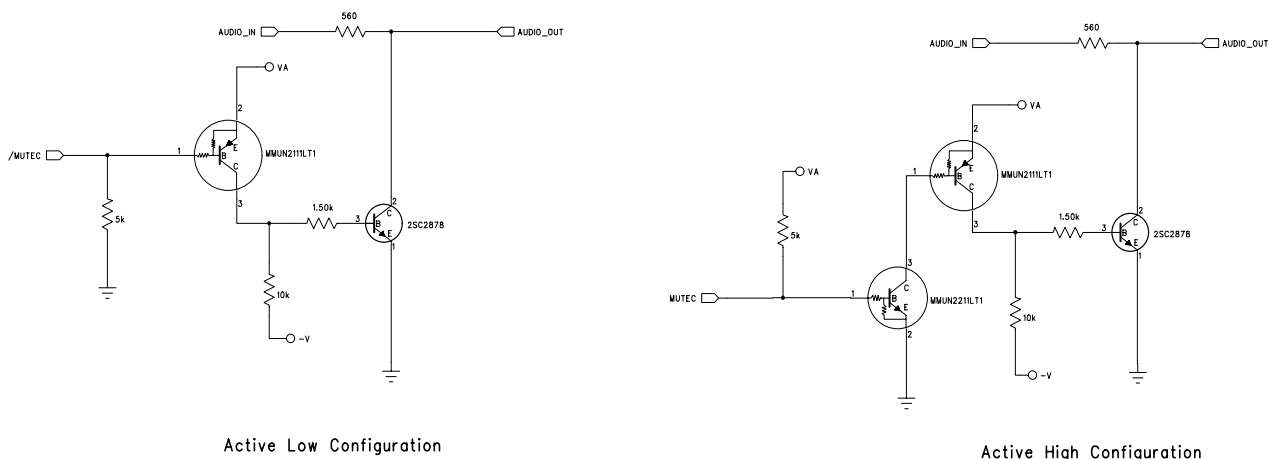 560
AUDIO_IN
AUDIO_OUT
VA
2
E
B
C
/MUTEC
1
MMUN2111LT1
3
5k
1.50k
3
B
C
E
2
1
2SC2878
10k
-V
Active Low Configuration
560
AUDIO_IN
AUDIO_OUT
VA
2
E
B
C
1
MMUN2111LT1
VA
5k
3
1.50k
3
B
C
E
2
1
2SC2878
MUTEC
1
3
C
B
E
2
MMUN2211LT1
10k
-V
Active High Configuration